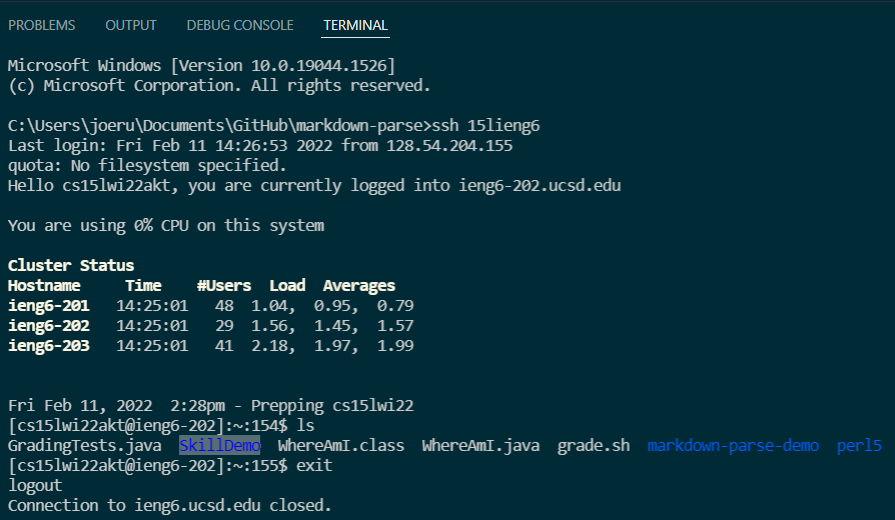 PROBLEMS OUTPUT DEBUG CONSOLE TERMINAL
Microsoft Windows [Version 10.0.19044.1526]
(c) Microsoft Corporation. All rights reserved.
C:\Users\joeru\Documents\GitHub\markdown-parse>ssh 15lieng6
Last login: Fri Feb 11 14:26:53 2022 from 128.54.204.155
quota: No filesystem specified.
Hello cs15lwi22akt, you are currently logged into ieng6-202.ucsd.edu
You are using 0% CPU on this system
Cluster Status
Hostname Time #Users Load Averages
ieng6-201 14:25:01 48 1.04, 0.95, 0.79
ieng6-202 14:25:01 29 1.56, 1.45, 1.57
ieng6-203 14:25:01 41 2.18, 1.97, 1.99
Fri Feb 11, 2022 2:28pm - Prepping cs15lwi22
[cs15lwi22akt@ieng6-202]:~:154$ ls
GradingTests.java SkillDemo WhereAmI.class WhereAmI.java grade.sh markdown-parse-demo perl5
[cs15lwi22akt@ieng6-202]:~:155$ exit
logout
Connection to ieng6.ucsd.edu closed.